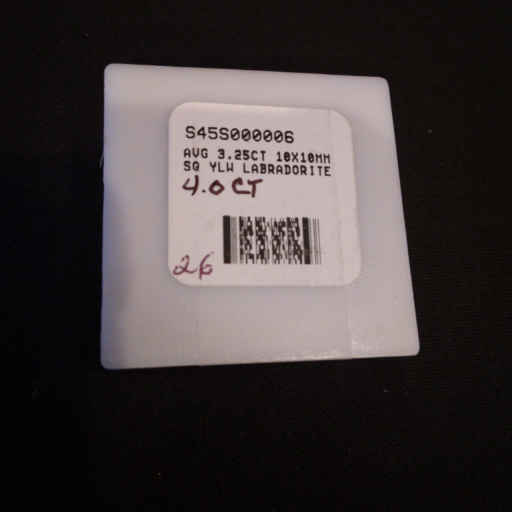 S45S000006
AVG 3.25CT 10X10MM
SQ YLW LABRADORITE
4.0 CT
26